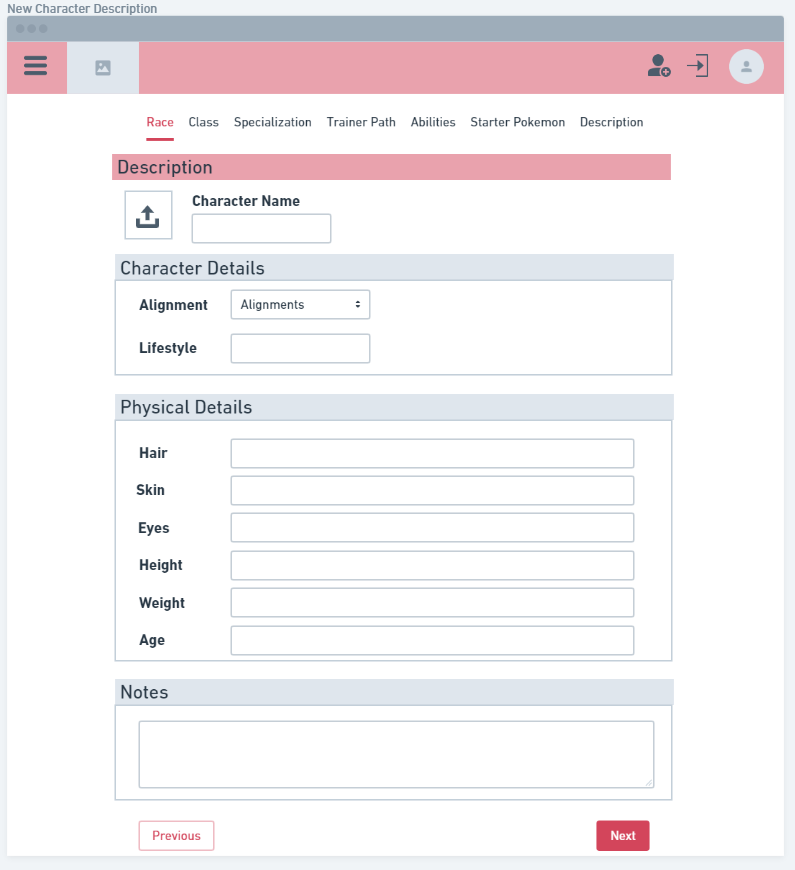 New Character Description
Race Class Specialization Trainer Path Abilities Starter Pokemon Description
Description
Character Name
Character Details
Alignment Alignments
Lifestyle
Physical Details
Hair
Skin
Eyes
Height
Weight
Age
Notes
Previous Next